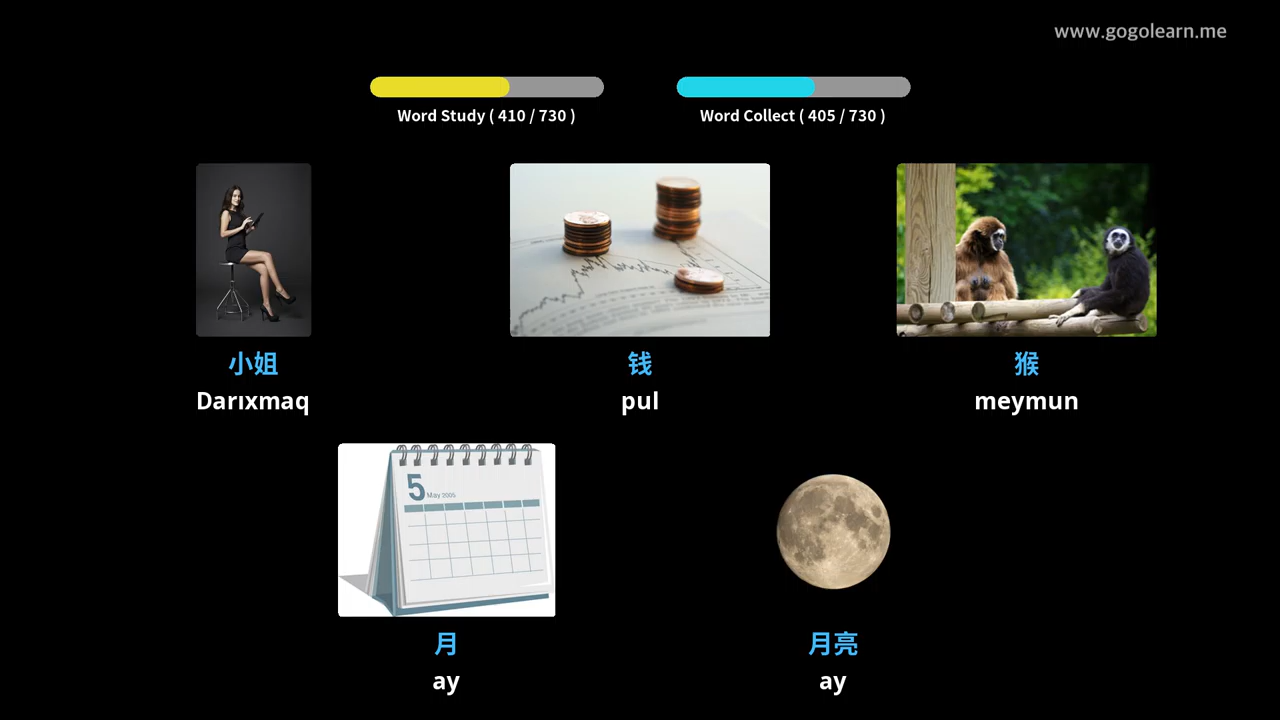 www.gogolearn.me
Word Study ( 410 / 730 )
Word Collect ( 405 / 730 )
小姐
Darıxmaq
钱
pul
猴
meymun
5 May 2005
月
ay
月亮
ay